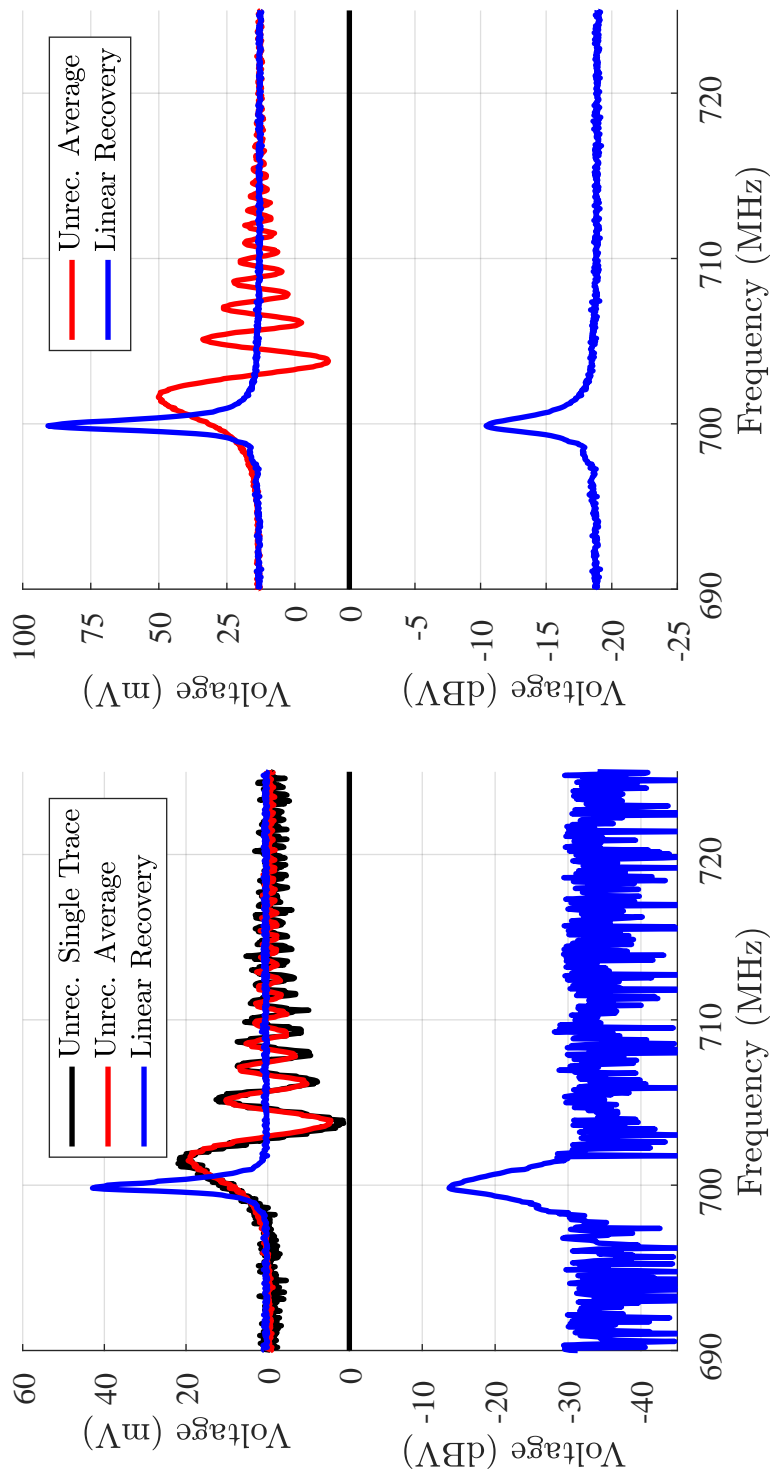 60
40
20
0
Voltage (mV)
Unrec. Single Trace
Unrec. Average
Linear Recovery
0
-10
-20
-30
-40
Voltage (dBV)
690
700
710
720
Frequency (MHz)
100
75
50
25
0
Voltage (mV)
Unrec. Average
Linear Recovery
0
-5
-10
-15
-20
-25
Voltage (dBV)
690
700
710
720
Frequency (MHz)